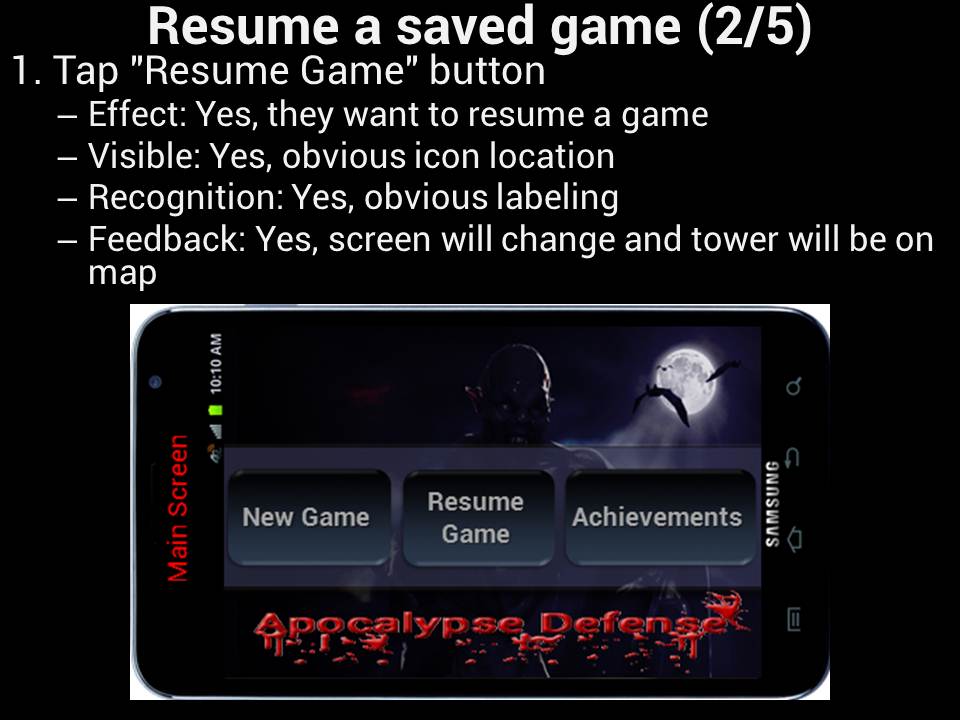 Resume a saved game (2/5)
1. Tap "Resume Game" button
– Effect: Yes, they want to resume a game
– Visible: Yes, obvious icon location
– Recognition: Yes, obvious labeling
– Feedback: Yes, screen will change and tower will be on
map
Main Screen
10:10 AM
New Game
Resume
Game
Achievements
SAMSUNG
Apocalypse Defense